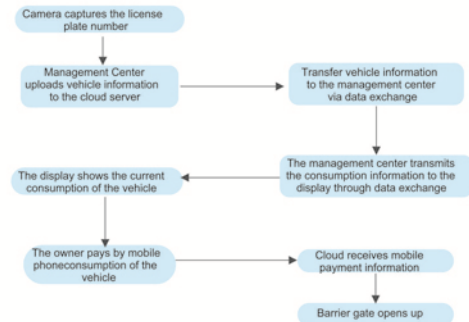 Camera captures the license
plate number
Management Center
uploads vehicle information
to the cloud server
Transfer vehicle information
to the management center
via data exchange
The management center transmits
the consumption information to the
display through data exchange
The display shows the current
consumption of the vehicle
The owner pays by mobile
phoneconsumption of the
vehicle
Cloud receives mobile
payment information
Barrier gate opens up